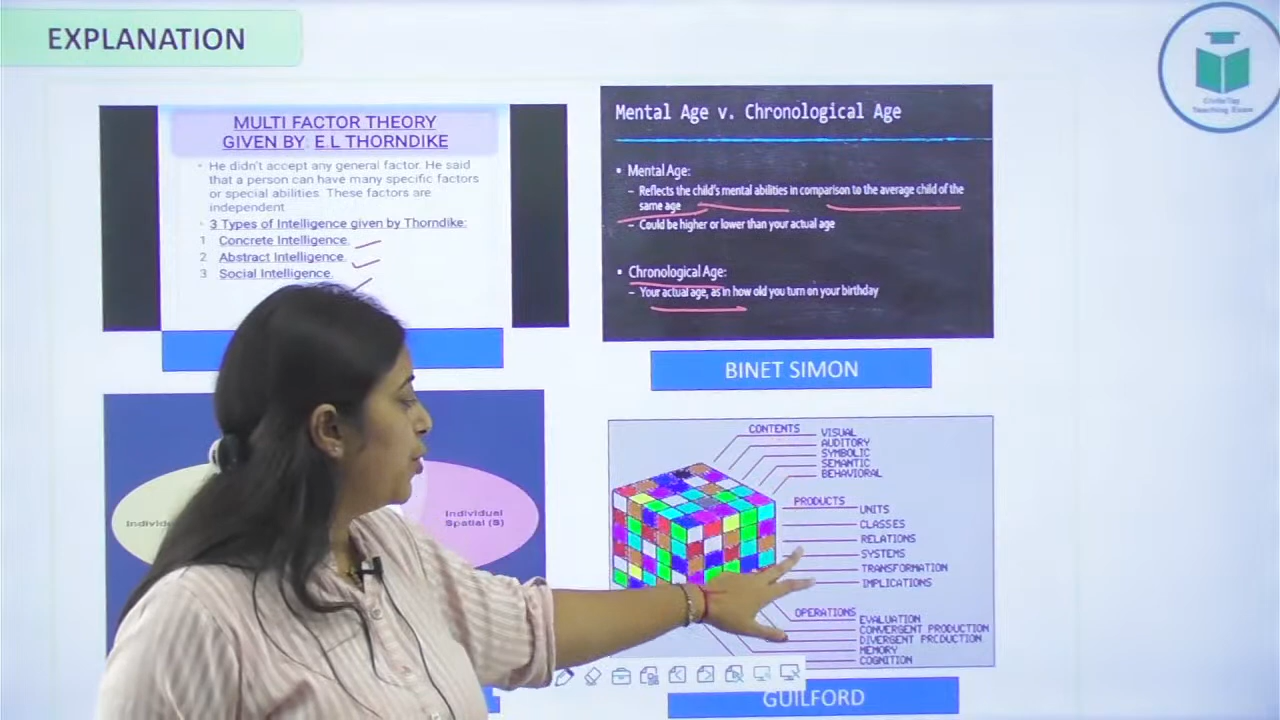 EXPLANATION
MULTI FACTOR THEORY
GIVEN BY: E.L THORNDIKE
• He didn't accept any general factor. He said
that a person can have many specific factors
or special abilities. These factors are
independent
• 3 Types of Intelligence given by Thorndike:
1 Concrete Intelligence.
2 Abstract Intelligence.
3 Social Intelligence.
Mental Age v. Chronological Age
• Mental Age:
– Reflects the child's mental abilities in comparison to the average child of the
same age
– Could be higher or lower than your actual age
• Chronological Age:
– Your actual age, as in how old you turn on your birthday
BINET SIMON
Individual
Spatial (S)
CONTENTS
VISUAL
AUDITORY
SYMBOLIC
SEMANTIC
BEHAVIORAL
PRODUCTS
UNITS
CLASSES
RELATIONS
SYSTEMS
TRANSFORMATION
IMPLICATIONS
OPERATIONS
EVALUATION
CONVERGENT PRODUCTION
DIVERGENT PRODUCTION
MEMORY
COGNITION
GUILFORD
Teaching Exam